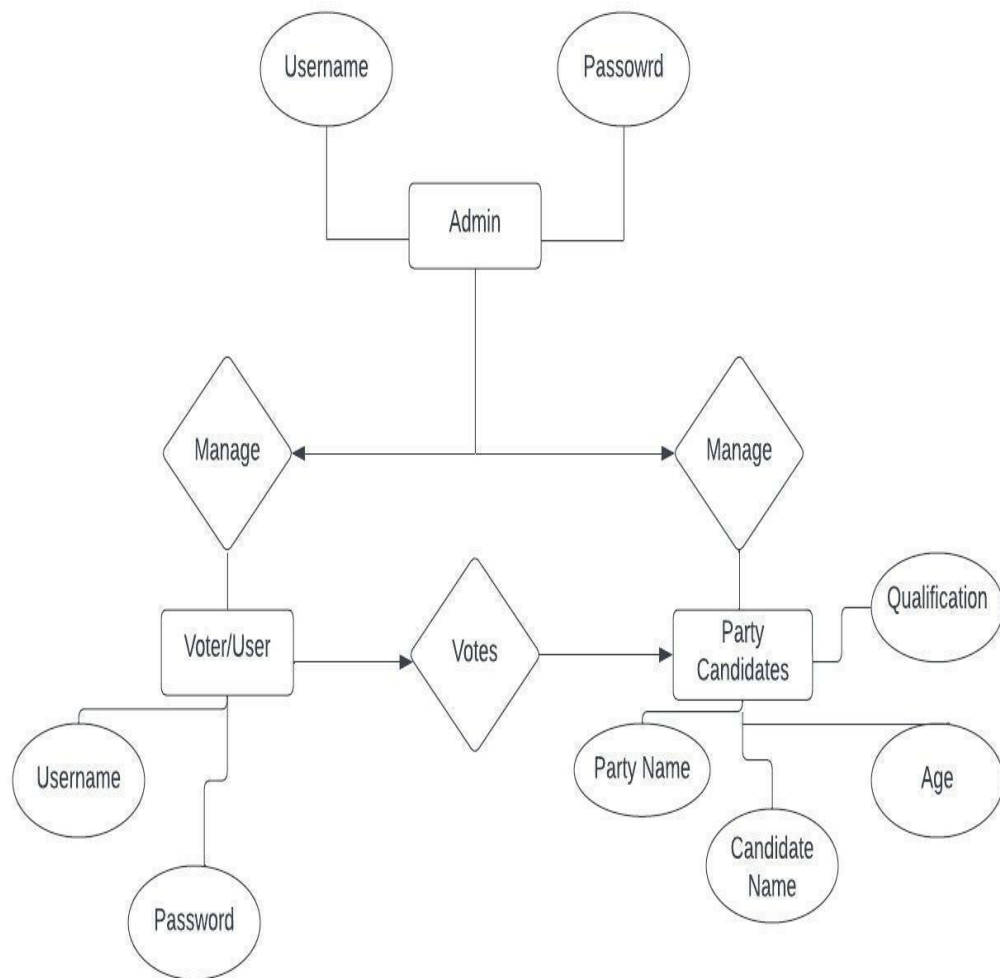 Username
Passowrd
Admin
Manage
Manage
Qualification
Voter/User
Votes
Party
Candidates
Username
Party Name
Age
Candidate
Name
Password